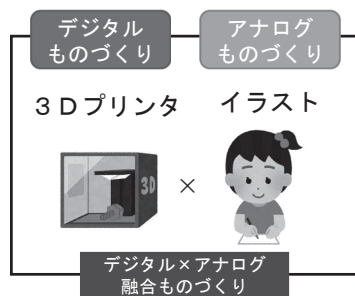 デジタル
ものづくり
アナログ
ものづくり
3Dプリンタ
イラスト
3D
×
デジタル×アナログ
融合ものづくり